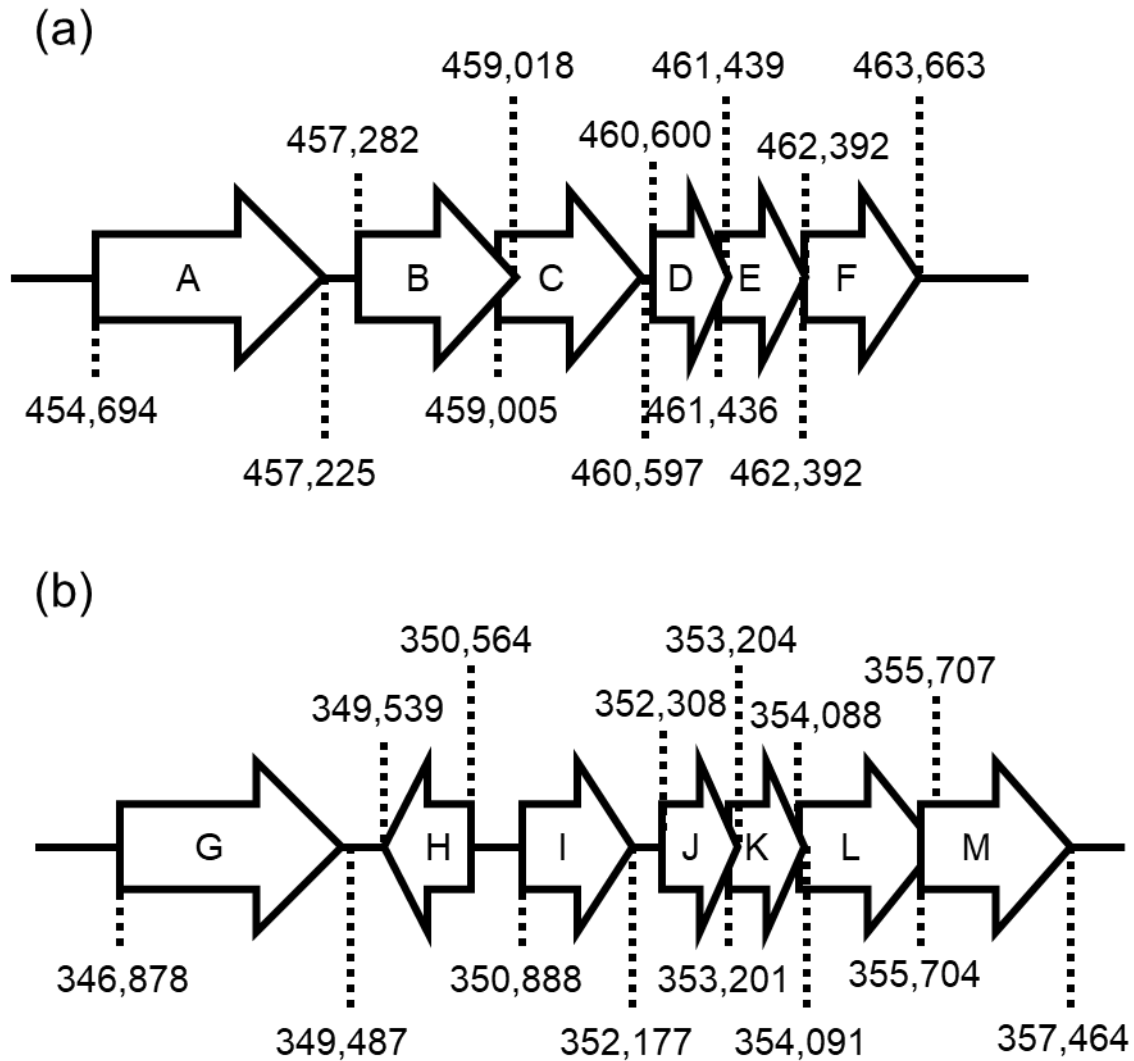 (a)
459,018 461,439 463,663
457,282 460,600 462,392
A B C D E F
454,694 459,005 461,436
457,225 460,597 462,392
(b)
350,564 353,204 355,707
349,539 352,308 354,088
G H I J K L M
346,878 350,888 353,201 355,704
349,487 352,177 354,091 357,464